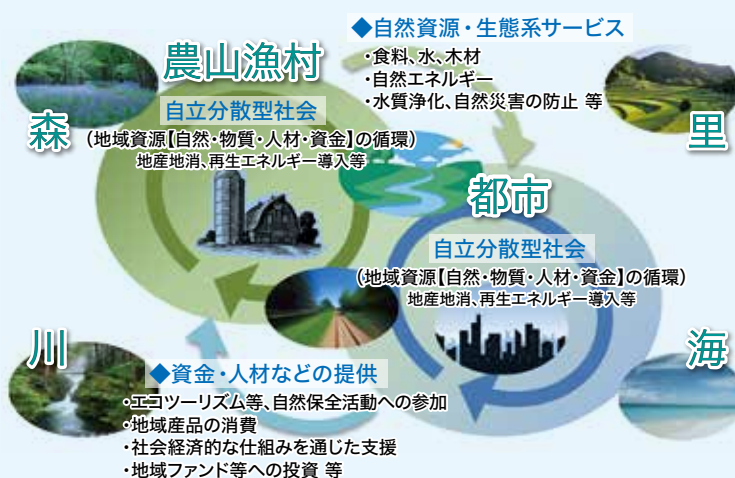 ◆自然資源・生態系サービス
・食料、水、木材
・自然エネルギー
・水質浄化、自然災害の防止 等
農山漁村
自立分散型社会
（地域資源【自然・物質・人材・資金】の循環）
地産地消、再生エネルギー導入等
森
里
都市
自立分散型社会
（地域資源【自然・物質・人材・資金】の循環）
地産地消、再生エネルギー導入等
川
海
◆資金・人材などの提供
・エコツーリズム等、自然保全活動への参加
・地域産品の消費
・社会経済的な仕組みを通じた支援
・地域ファンド等への投資 等